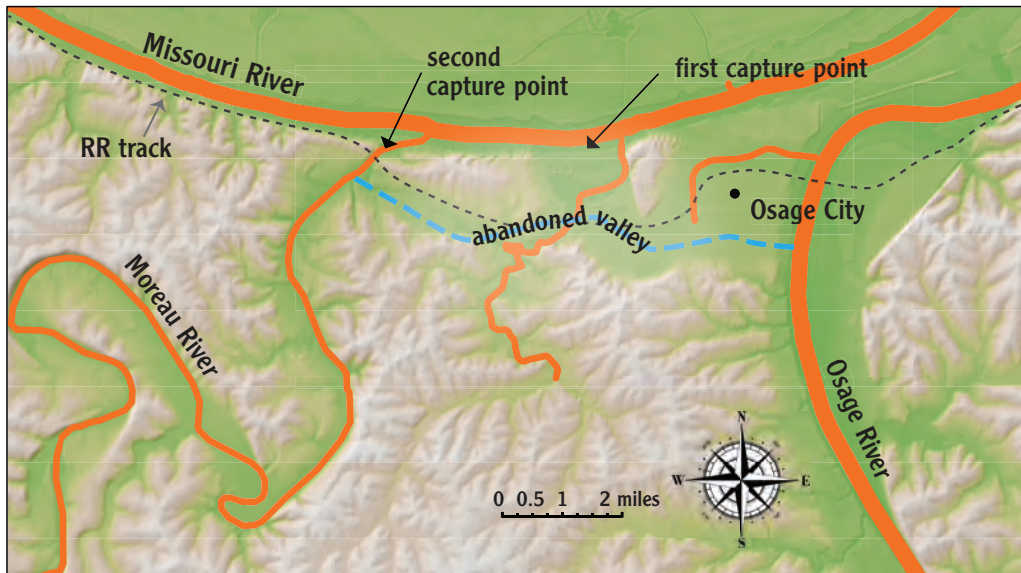 Missouri River
second
capture point
first capture point
RR track
Osage City
abandoned valley
Moreau River
Osage River
N
W
E
S
0 0.5 1 2 miles